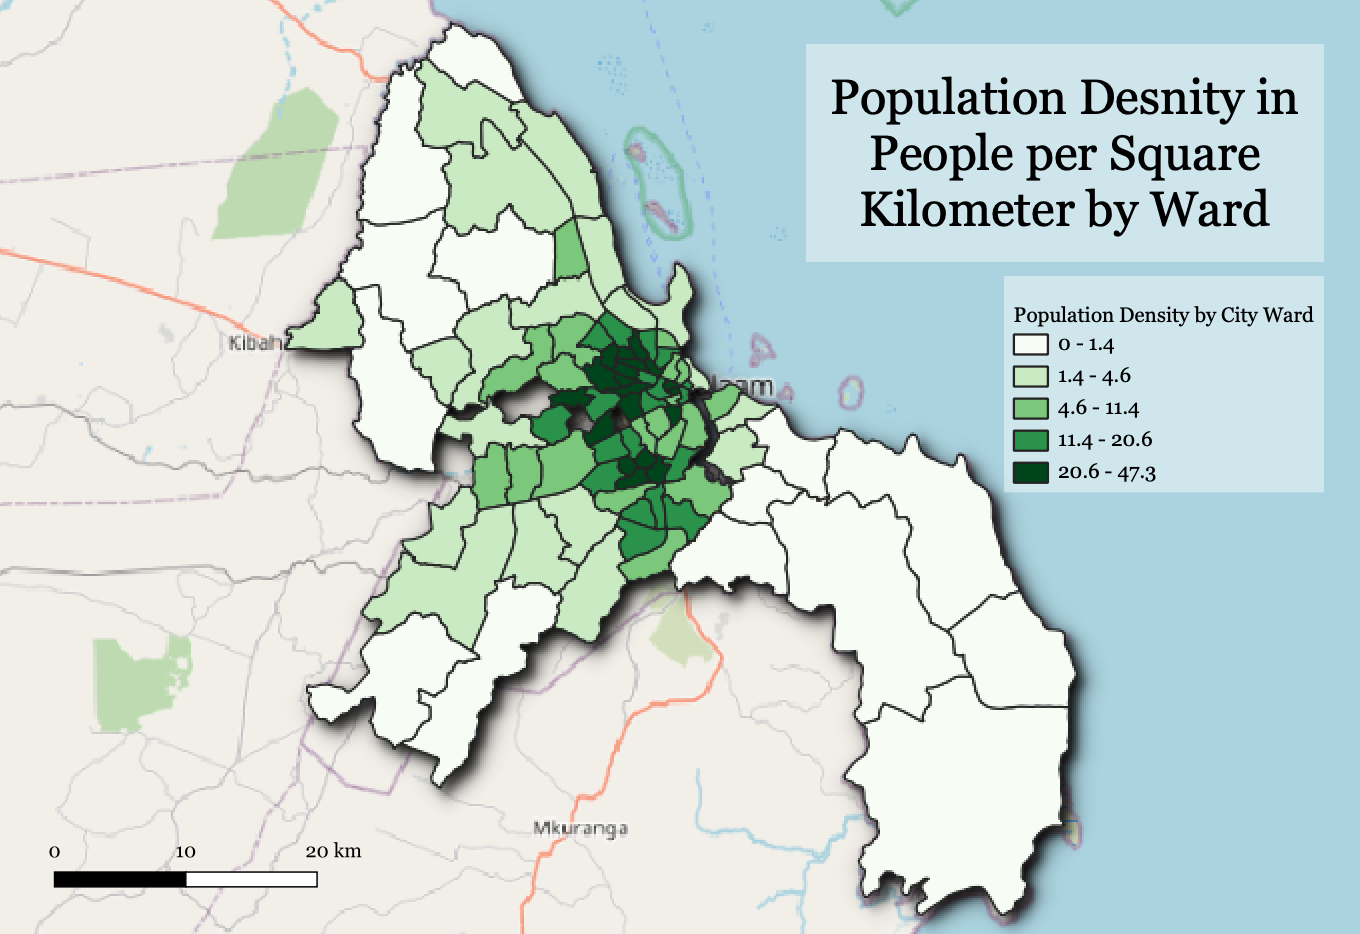 Population Desnity in
People per Square
Kilometer by Ward
Population Density by City Ward
0 - 1.4
1.4 - 4.6
4.6 - 11.4
11.4 - 20.6
20.6 - 47.3
Mkuranga
0 10 20 km